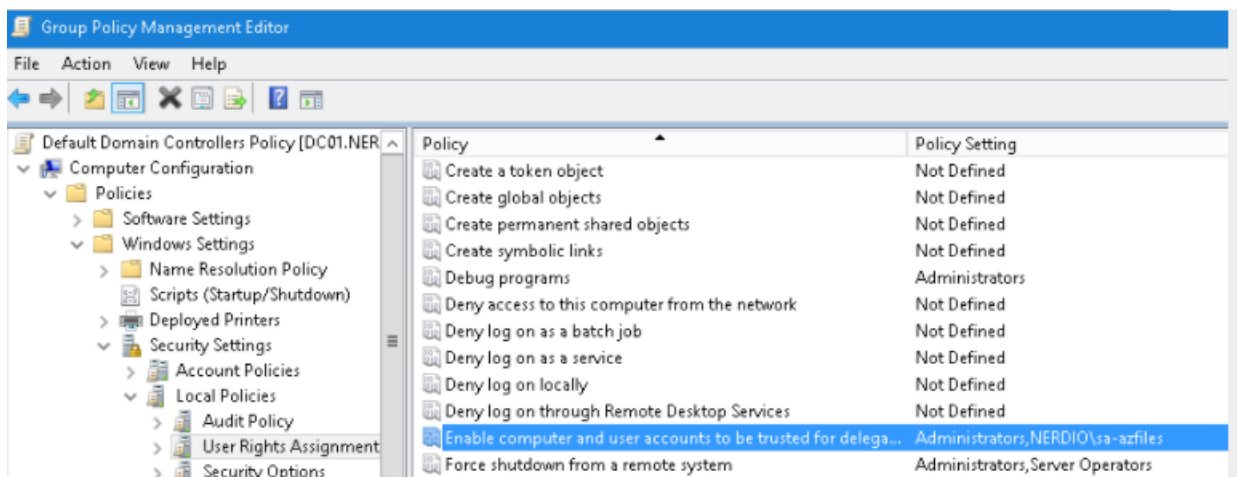 Group Policy Management Editor
File Action View Help
Default Domain Controllers Policy [DC01.NER
Computer Configuration
Policies
Software Settings
Windows Settings
Name Resolution Policy
Scripts (Startup/Shutdown)
Deployed Printers
Security Settings
Account Policies
Local Policies
Audit Policy
User Rights Assignment
Security Options
Policy Policy Setting
Create a token object Not Defined
Create global objects Not Defined
Create permanent shared objects Not Defined
Create symbolic links Not Defined
Debug programs Administrators
Deny access to this computer from the network Not Defined
Deny log on as a batch job Not Defined
Deny log on as a service Not Defined
Deny log on locally Not Defined
Deny log on through Remote Desktop Services Not Defined
Enable computer and user accounts to be trusted for delega... Administrators,NERDIO\sa-azfiles
Force shutdown from a remote system Administrators,Server Operators